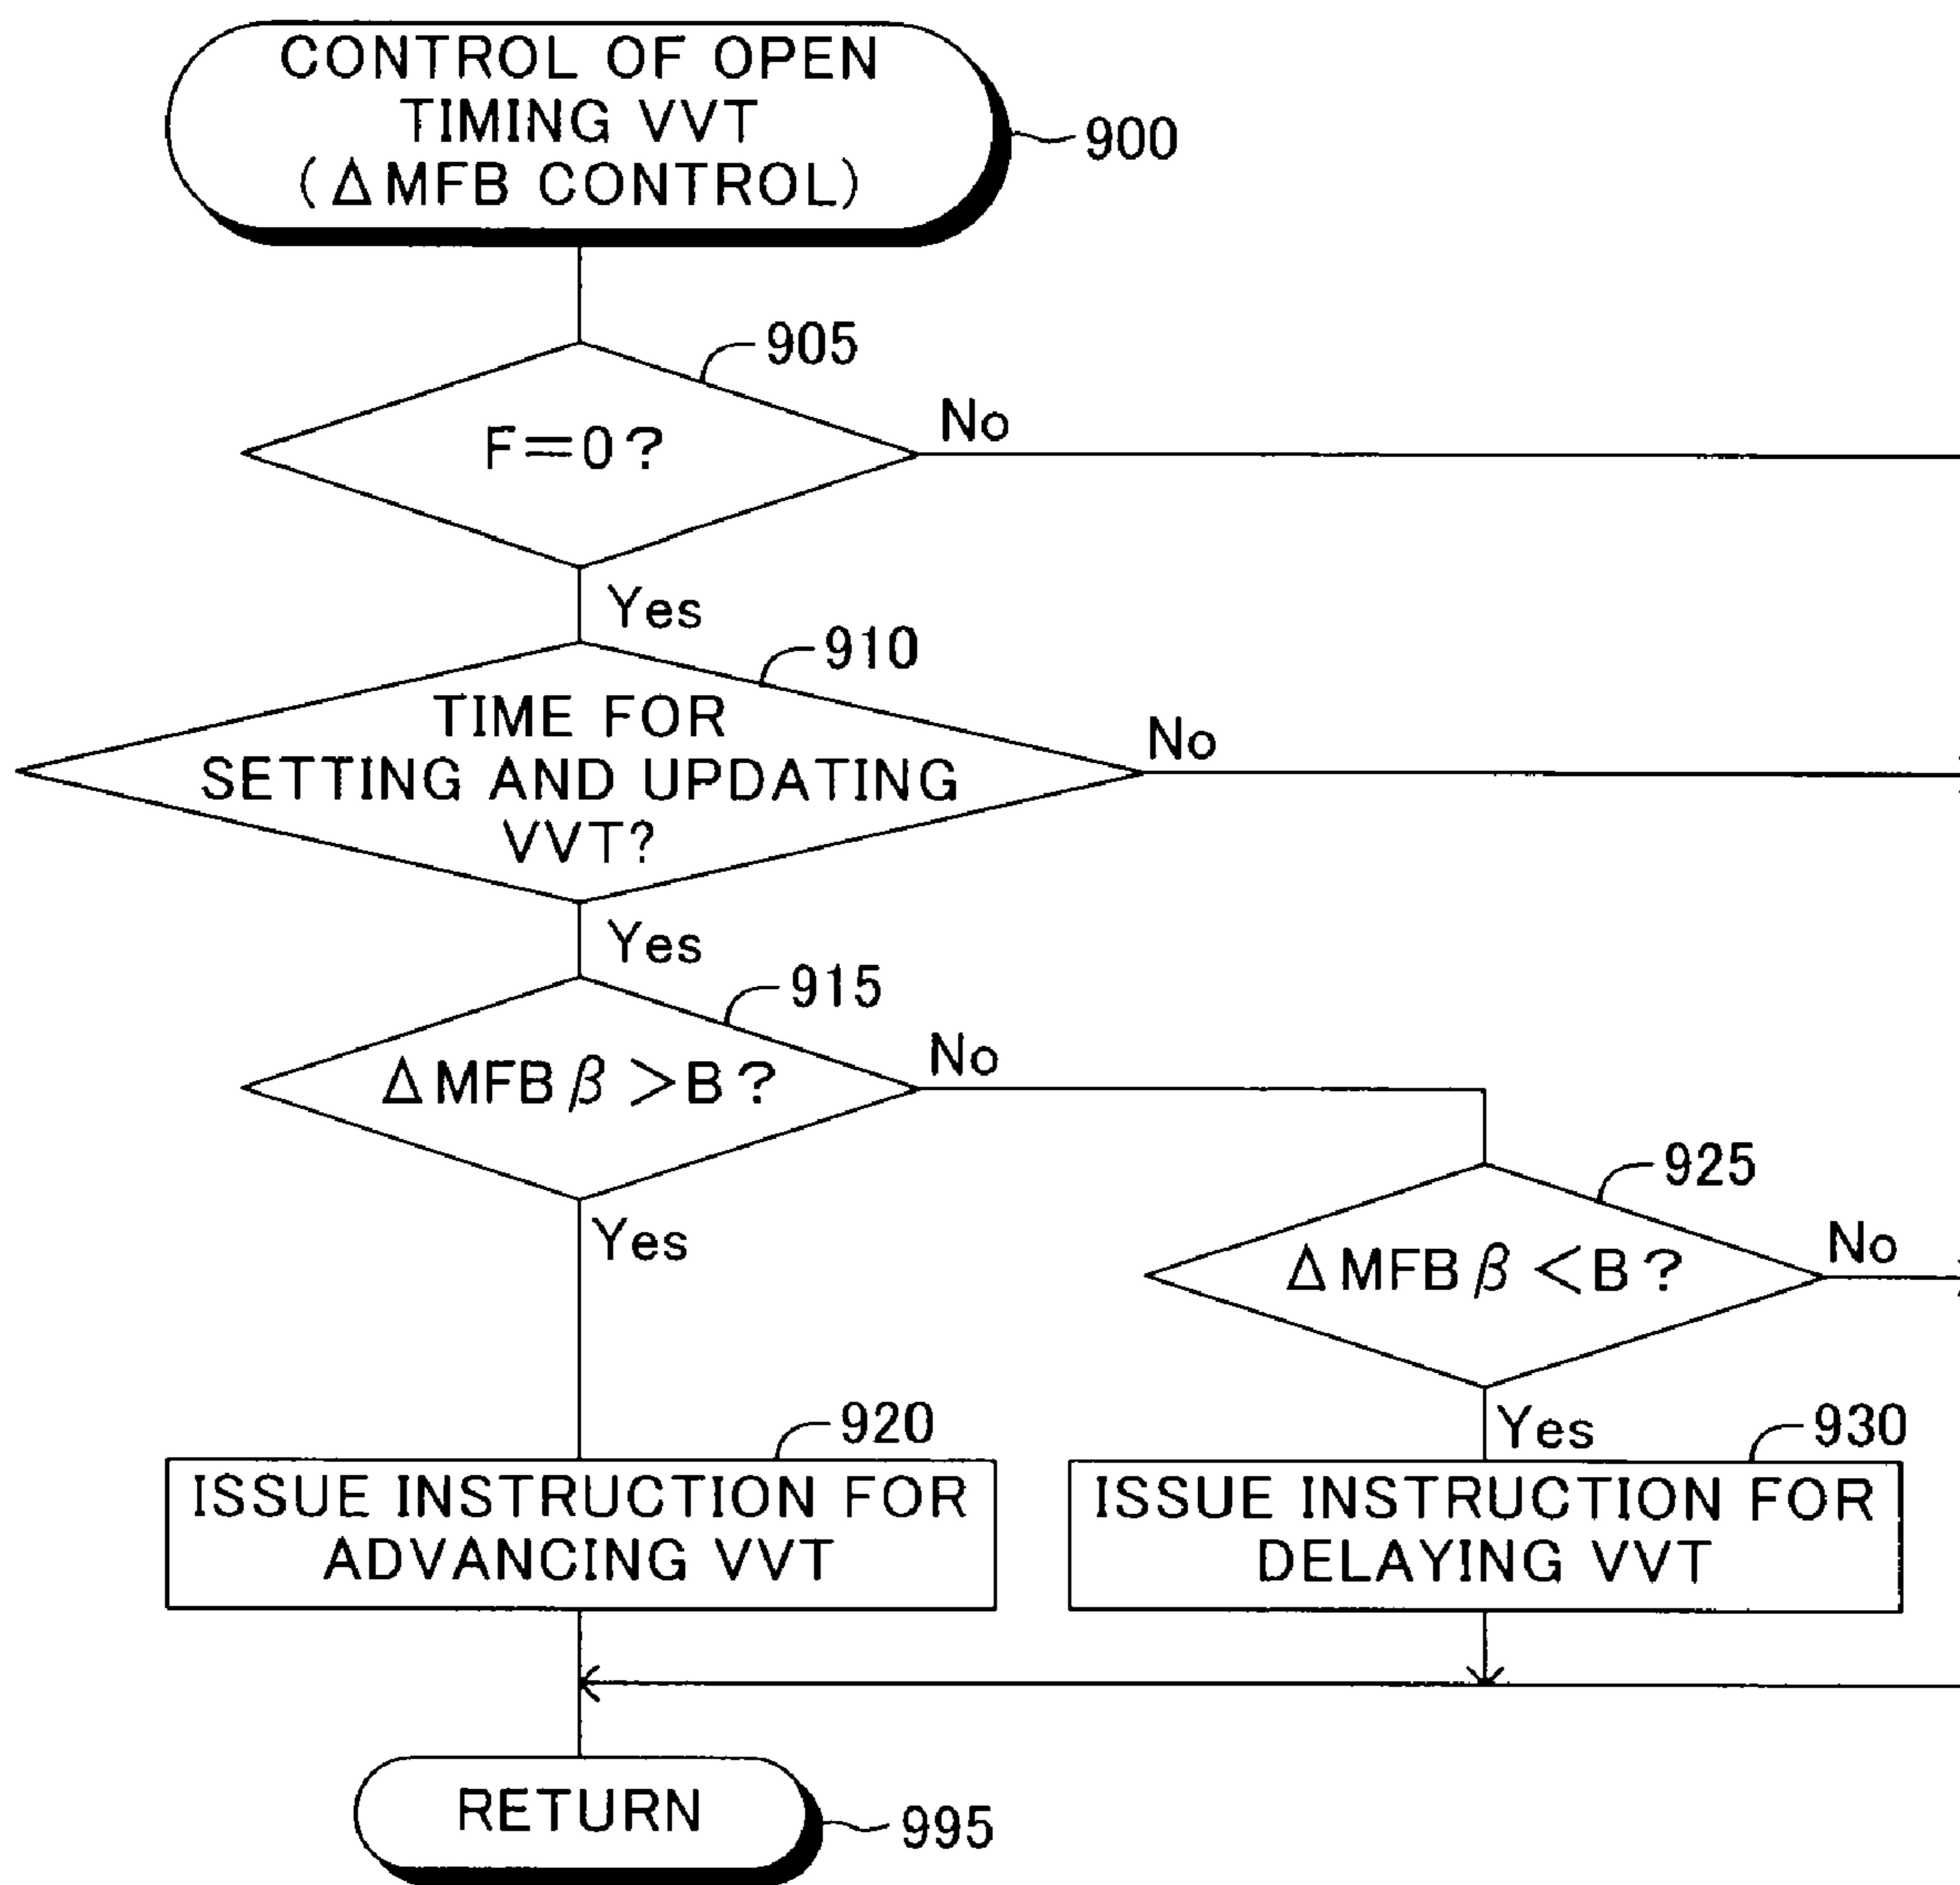 CONTROL OF OPEN
TIMING VVT
(ΔMFB CONTROL)
900
905
F=0?
No
Yes
910
TIME FOR
SETTING AND UPDATING
VVT?
No
Yes
915
ΔMFBβ>B?
No
Yes
925
ΔMFBβ<B?
No
Yes
920
ISSUE INSTRUCTION FOR
ADVANCING VVT
930
ISSUE INSTRUCTION FOR
DELAYING VVT
RETURN
995